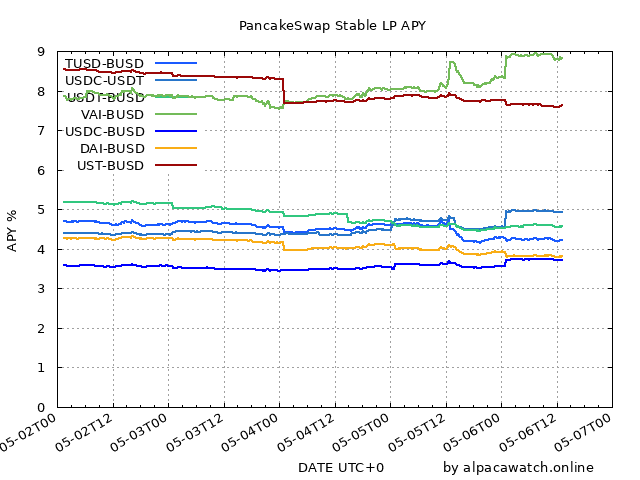 PancakeSwap Stable LP APY
9
8
7
6
5
4
3
2
1
0
APY %
TUSD-BUSD
USDC-USDT
USDT-BUSD
VAI-BUSD
USDC-BUSD
DAI-BUSD
UST-BUSD
05-02T00
05-02T12
05-03T00
05-03T12
05-04T00
05-04T12
05-05T00
05-05T12
05-06T00
05-06T12
05-07T00
DATE UTC+0
by alpacawatch.online